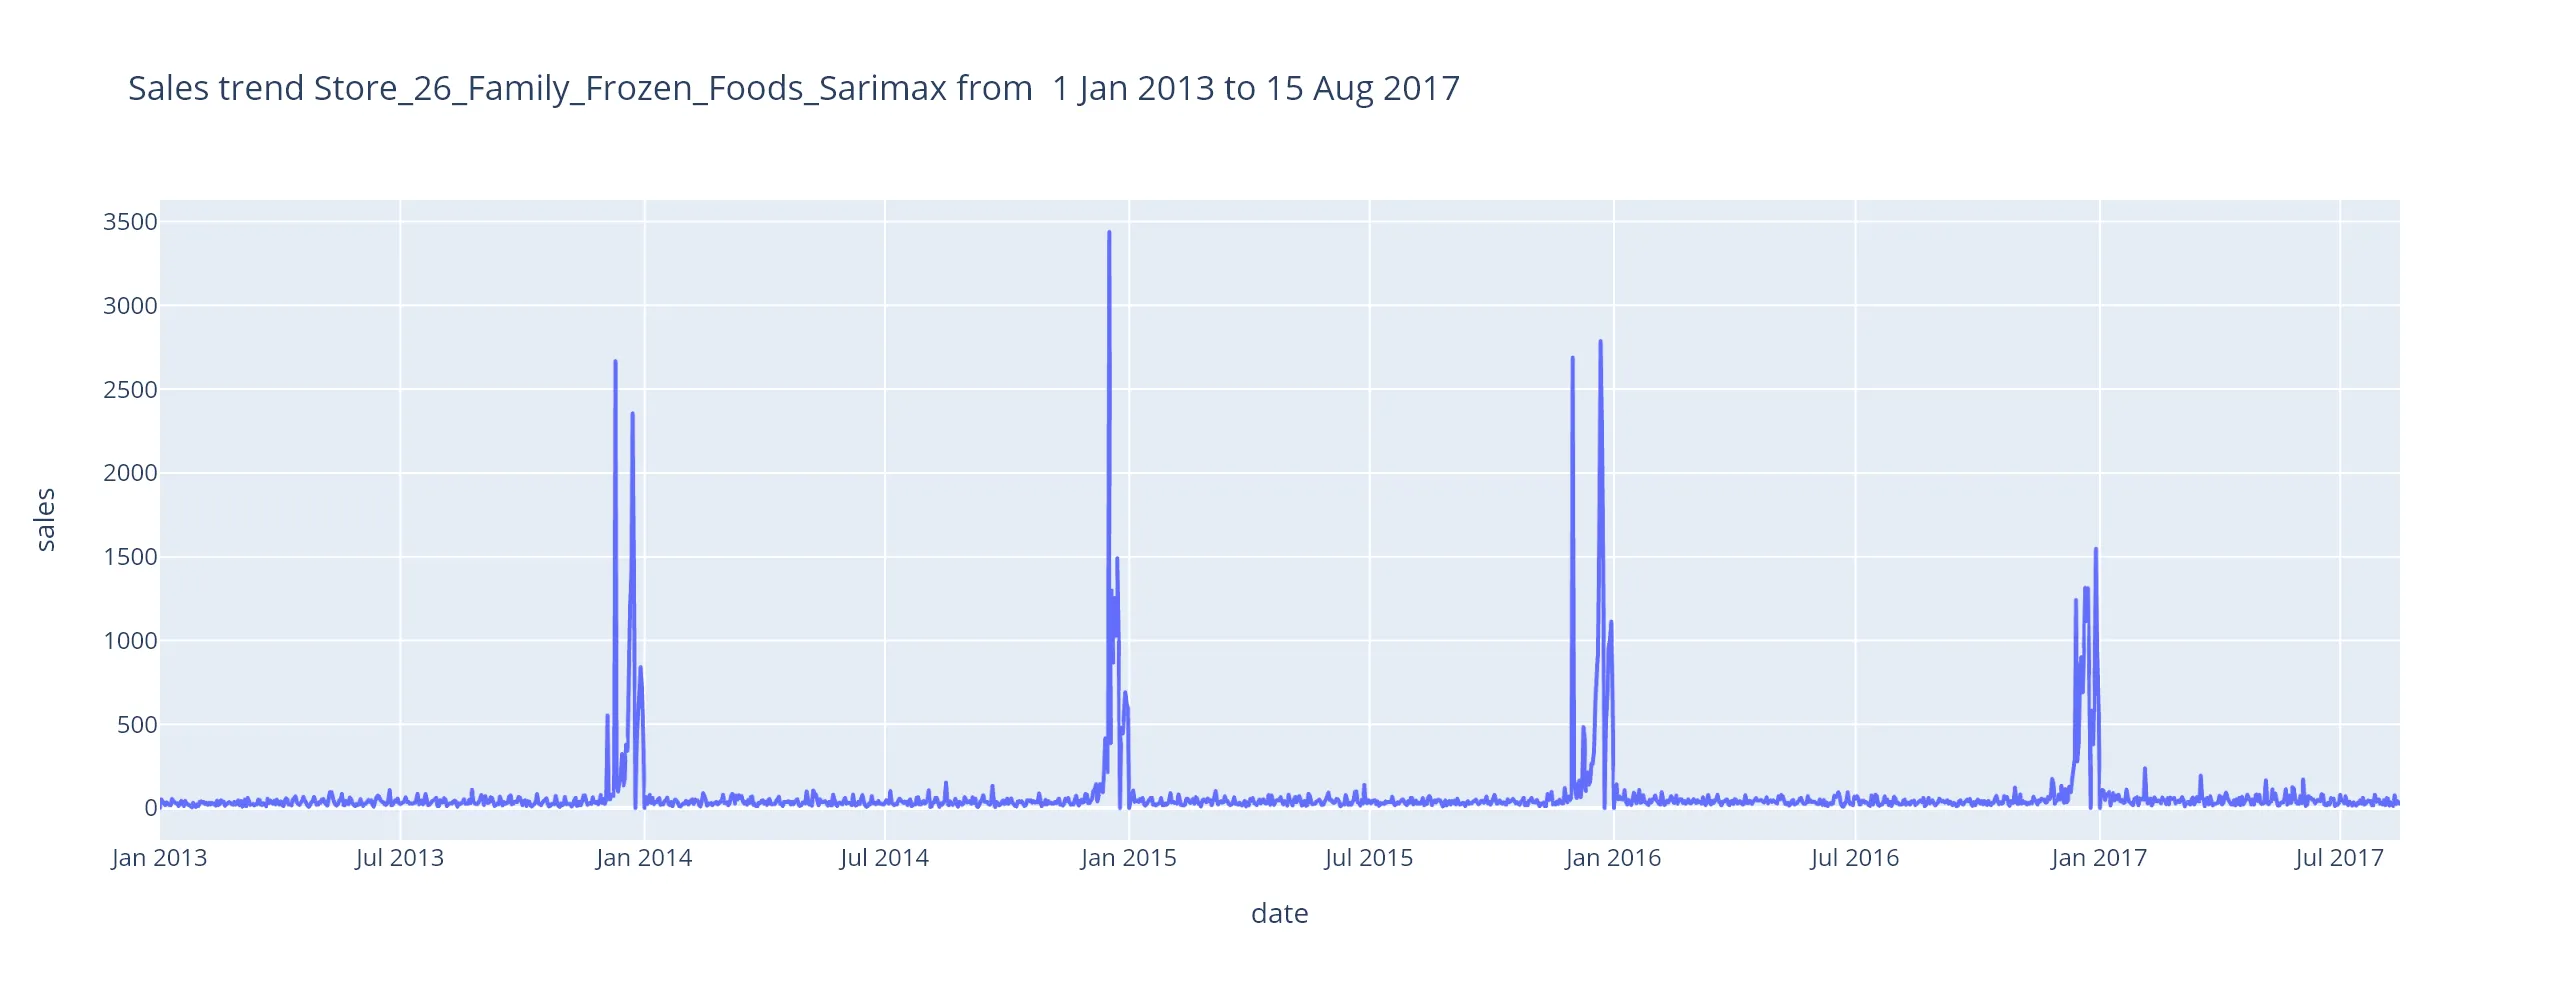 Sales trend Store_26_Family_Frozen_Foods_Sarimax from  1 Jan 2013 to 15 Aug 2017
3500
3000
2500
2000
1500
1000
500
0
sales
Jan 2013 Jul 2013 Jan 2014 Jul 2014 Jan 2015 Jul 2015 Jan 2016 Jul 2016 Jan 2017 Jul 2017
date